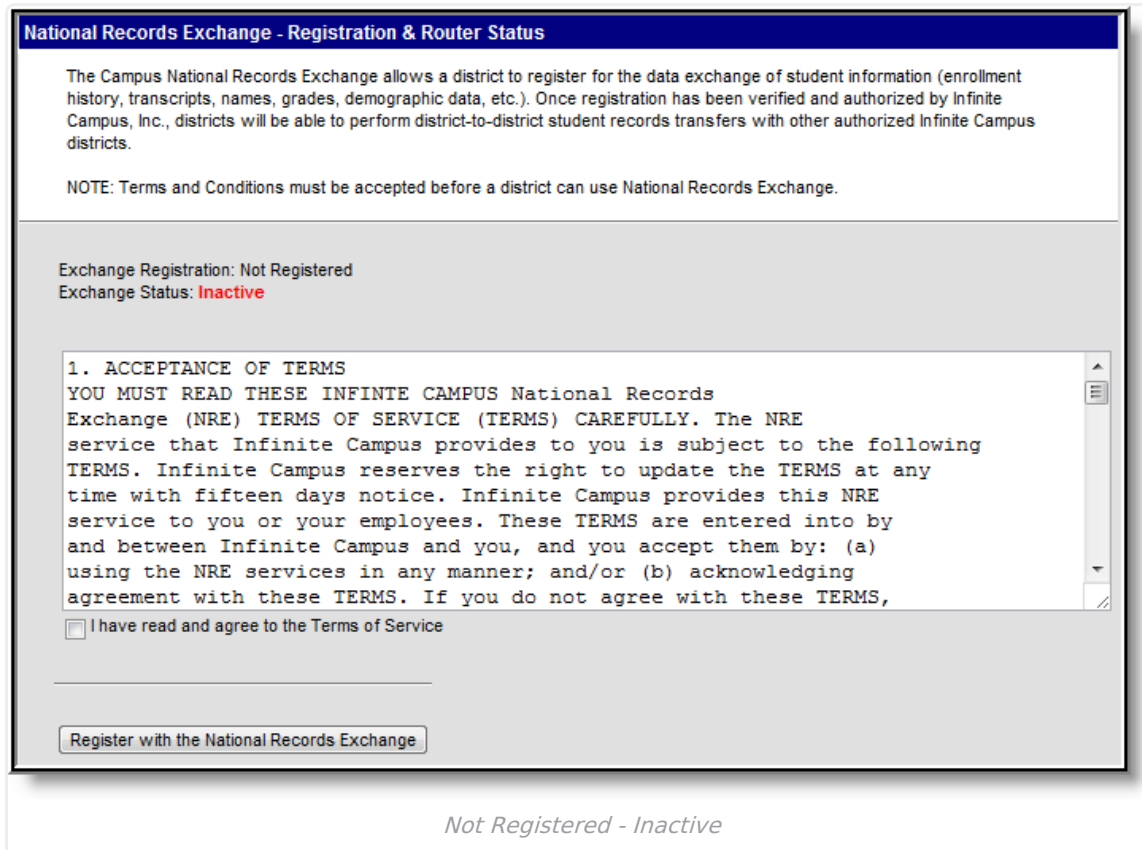 National Records Exchange - Registration & Router Status
The Campus National Records Exchange allows a district to register for the data exchange of student information (enrollment
history, transcripts, names, grades, demographic data, etc.). Once registration has been verified and authorized by Infinite
Campus, Inc., districts will be able to perform district-to-district student records transfers with other authorized Infinite Campus
districts.
NOTE: Terms and Conditions must be accepted before a district can use National Records Exchange.
Exchange Registration: Not Registered
Exchange Status: Inactive
1. ACCEPTANCE OF TERMS
YOU MUST READ THESE INFINTE CAMPUS National Records
Exchange (NRE) TERMS OF SERVICE (TERMS) CAREFULLY. The NRE
service that Infinite Campus provides to you is subject to the following
TERMS. Infinite Campus reserves the right to update the TERMS at any
time with fifteen days notice. Infinite Campus provides this NRE
service to you or your employees. These TERMS are entered into by
and between Infinite Campus and you, and you accept them by: (a)
using the NRE services in any manner; and/or (b) acknowledging
agreement with these TERMS. If you do not agree with these TERMS,
I have read and agree to the Terms of Service
Register with the National Records Exchange
Not Registered - Inactive